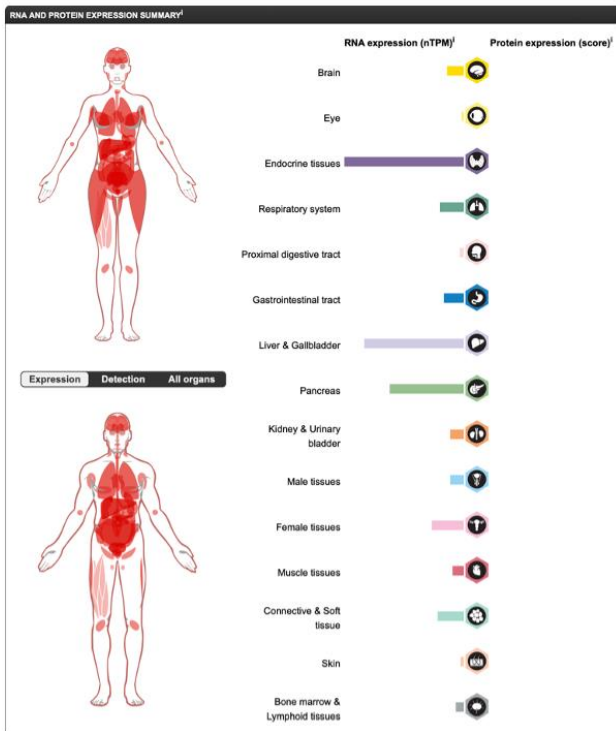 RNA AND PROTEIN EXPRESSION SUMMARYⁱ
RNA expression (nTPM)ⁱ
Protein expression (score)ⁱ
Brain
Eye
Endocrine tissues
Respiratory system
Proximal digestive tract
Gastrointestinal tract
Liver & Gallbladder
Expression
Detection
All organs
Pancreas
Kidney & Urinary
bladder
Male tissues
Female tissues
Muscle tissues
Connective & Soft
tissue
Skin
Bone marrow &
Lymphoid tissues